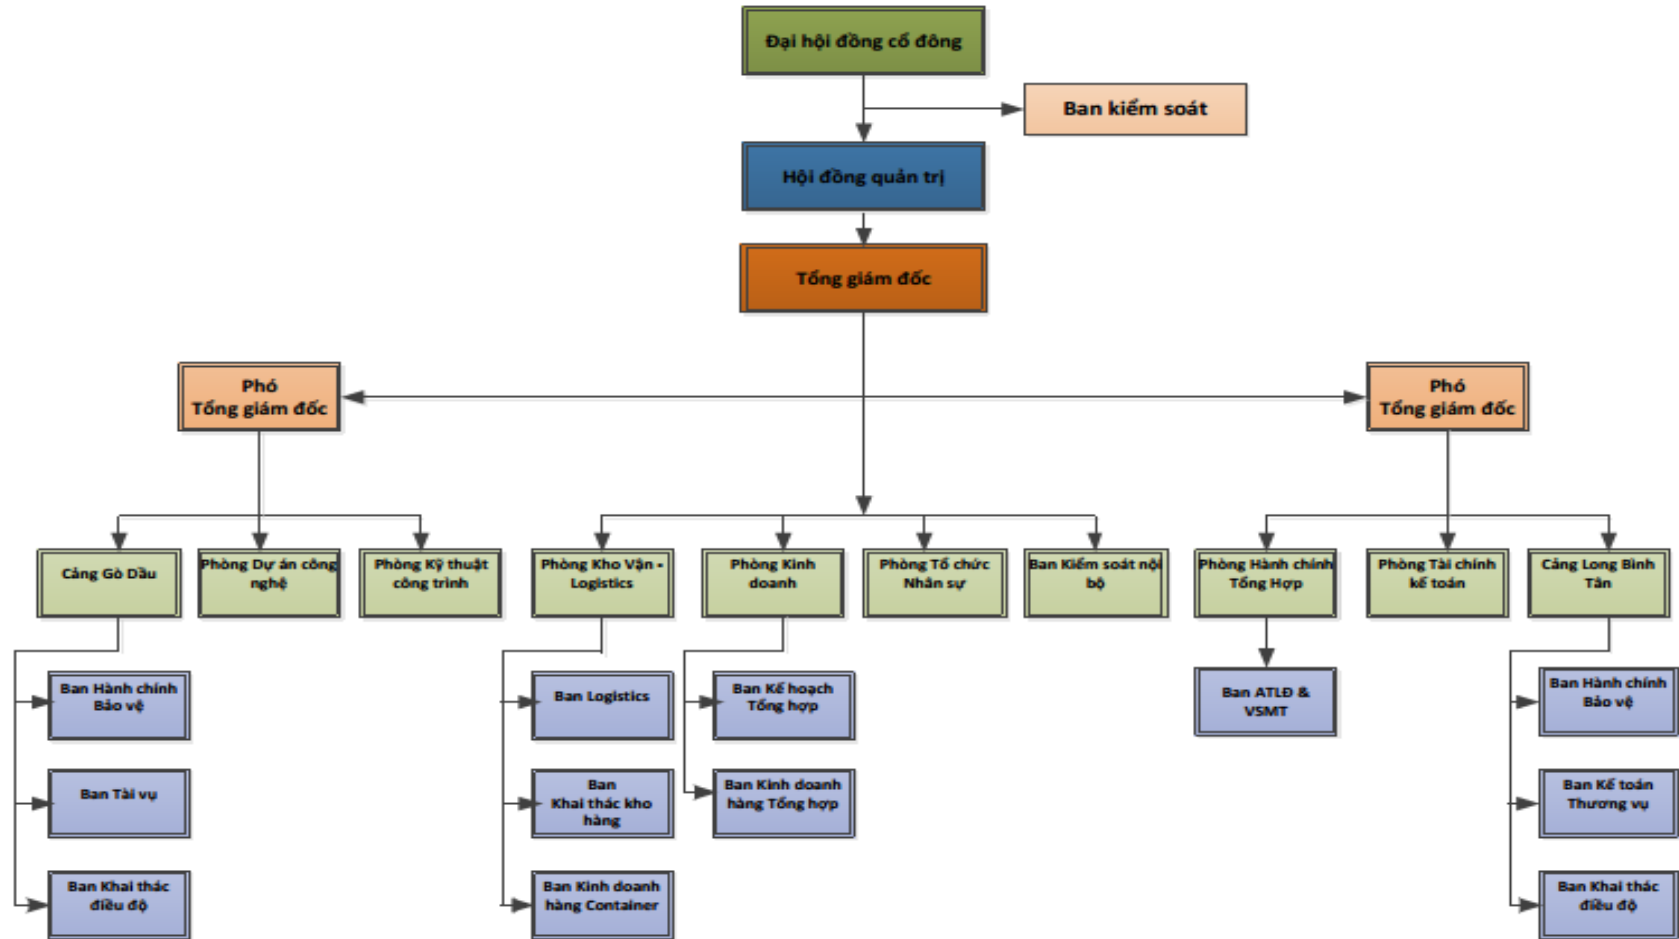 Đại hội đồng cổ đông
Ban kiểm soát
Hội đồng quản trị
Tổng giám đốc
Phó
Tổng giám đốc
Phó
Tổng giám đốc
Cảng Gò Dầu
Phòng Dự án công
nghệ
Phòng Kỹ thuật
công trình
Phòng Kho Vận -
Logistics
Phòng Kinh
doanh
Phòng Tổ chức
Nhân sự
Ban Kiểm soát nội
bộ
Phòng Hành chính
Tổng Hợp
Phòng Tài chính
kế toán
Cảng Long Bình
Tân
Ban Hành chính
Bảo vệ
Ban Tài vụ
Ban Khai thác
điều độ
Ban Logistics
Ban
Khai thác kho
hàng
Ban Kinh doanh
hàng Container
Ban Kế hoạch
Tổng hợp
Ban Kinh doanh
hàng Tổng hợp
Ban ATLĐ &
VSMT
Ban Hành chính
Bảo vệ
Ban Kế toán
Thương vụ
Ban Khai thác
điều độ